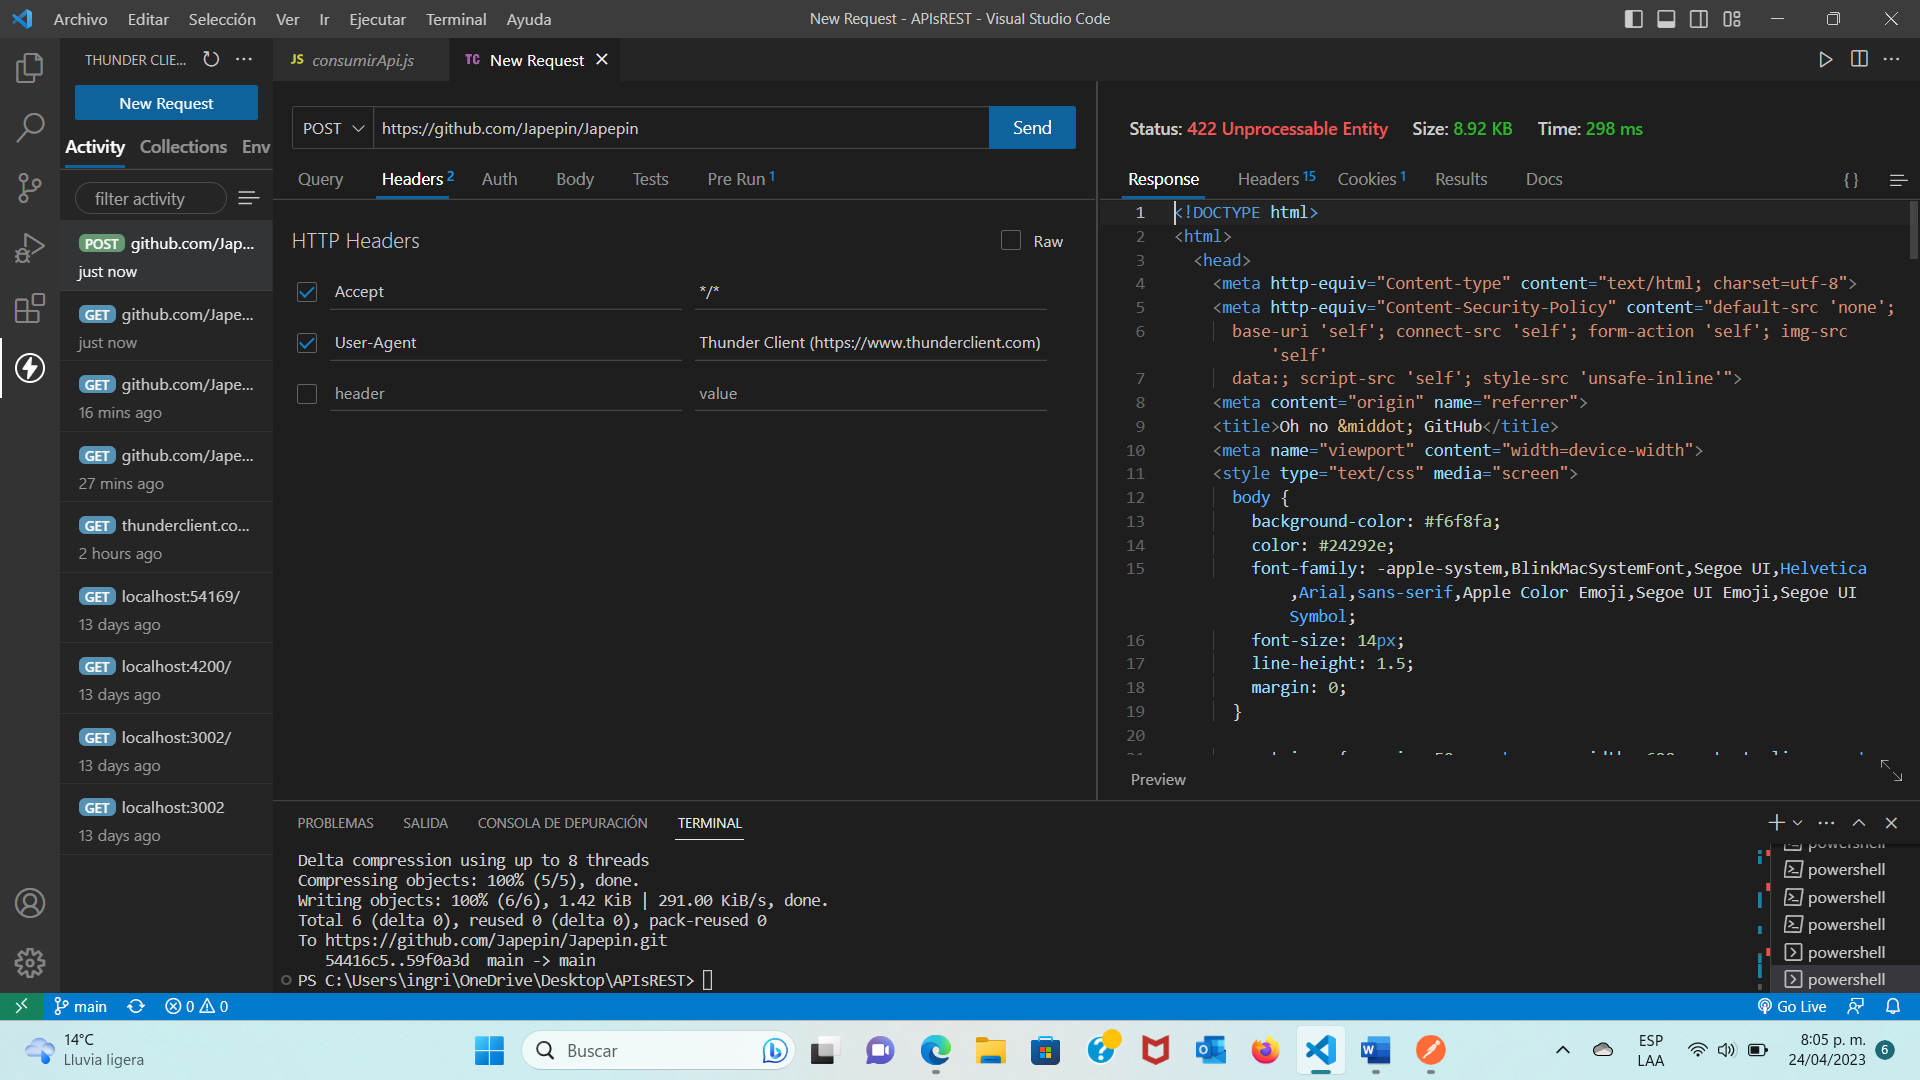 Archivo Editar Selección Ver Ir Ejecutar Terminal Ayuda
New Request - APIsREST - Visual Studio Code
THUNDER CLIE...
New Request
Activity Collections Env
filter activity
POST github.com/Jap...
just now
GET github.com/Jape...
just now
GET github.com/Jape...
16 mins ago
GET github.com/Jape...
27 mins ago
GET thunderclient.co...
2 hours ago
GET localhost:54169/
13 days ago
GET localhost:4200/
13 days ago
GET localhost:3002/
13 days ago
GET localhost:3002
13 days ago
JS consumirApi.js
TC New Request
POST https://github.com/Japepin/Japepin Send
Query Headers 2 Auth Body Tests Pre Run 1
HTTP Headers
Raw
Accept */*
User-Agent Thunder Client (https://www.thunderclient.com)
header value
Status: 422 Unprocessable Entity Size: 8.92 KB Time: 298 ms
Response Headers 15 Cookies 1 Results Docs
{ }
1 <!DOCTYPE html>
2 <html>
3 <head>
4 <meta http-equiv="Content-type" content="text/html; charset=utf-8">
5 <meta http-equiv="Content-Security-Policy" content="default-src 'none';
6 base-uri 'self'; connect-src 'self'; form-action 'self'; img-src
'self'
7 data:; script-src 'self'; style-src 'unsafe-inline'">
8 <meta content="origin" name="referrer">
9 <title>Oh no &middot; GitHub</title>
10 <meta name="viewport" content="width=device-width">
11 <style type="text/css" media="screen">
12 body {
13 background-color: #f6f8fa;
14 color: #24292e;
15 font-family: -apple-system,BlinkMacSystemFont,Segoe UI,Helvetica
,Arial,sans-serif,Apple Color Emoji,Segoe UI Emoji,Segoe UI
Symbol;
16 font-size: 14px;
17 line-height: 1.5;
18 margin: 0;
19 }
20
Preview
PROBLEMAS SALIDA CONSOLA DE DEPURACIÓN TERMINAL
Delta compression using up to 8 threads
Compressing objects: 100% (5/5), done.
Writing objects: 100% (6/6), 1.42 KiB | 291.00 KiB/s, done.
Total 6 (delta 0), reused 0 (delta 0), pack-reused 0
To https://github.com/Japepin/Japepin.git
54416c5..59f0a3d main -> main
PS C:\Users\ingri\OneDrive\Desktop\APIsREST>
powershell
powershell
powershell
powershell
powershell
powershell
main 0 0
Go Live
14°C
Lluvia ligera
Buscar
ESP
LAA
8:05 p. m.
24/04/2023
6